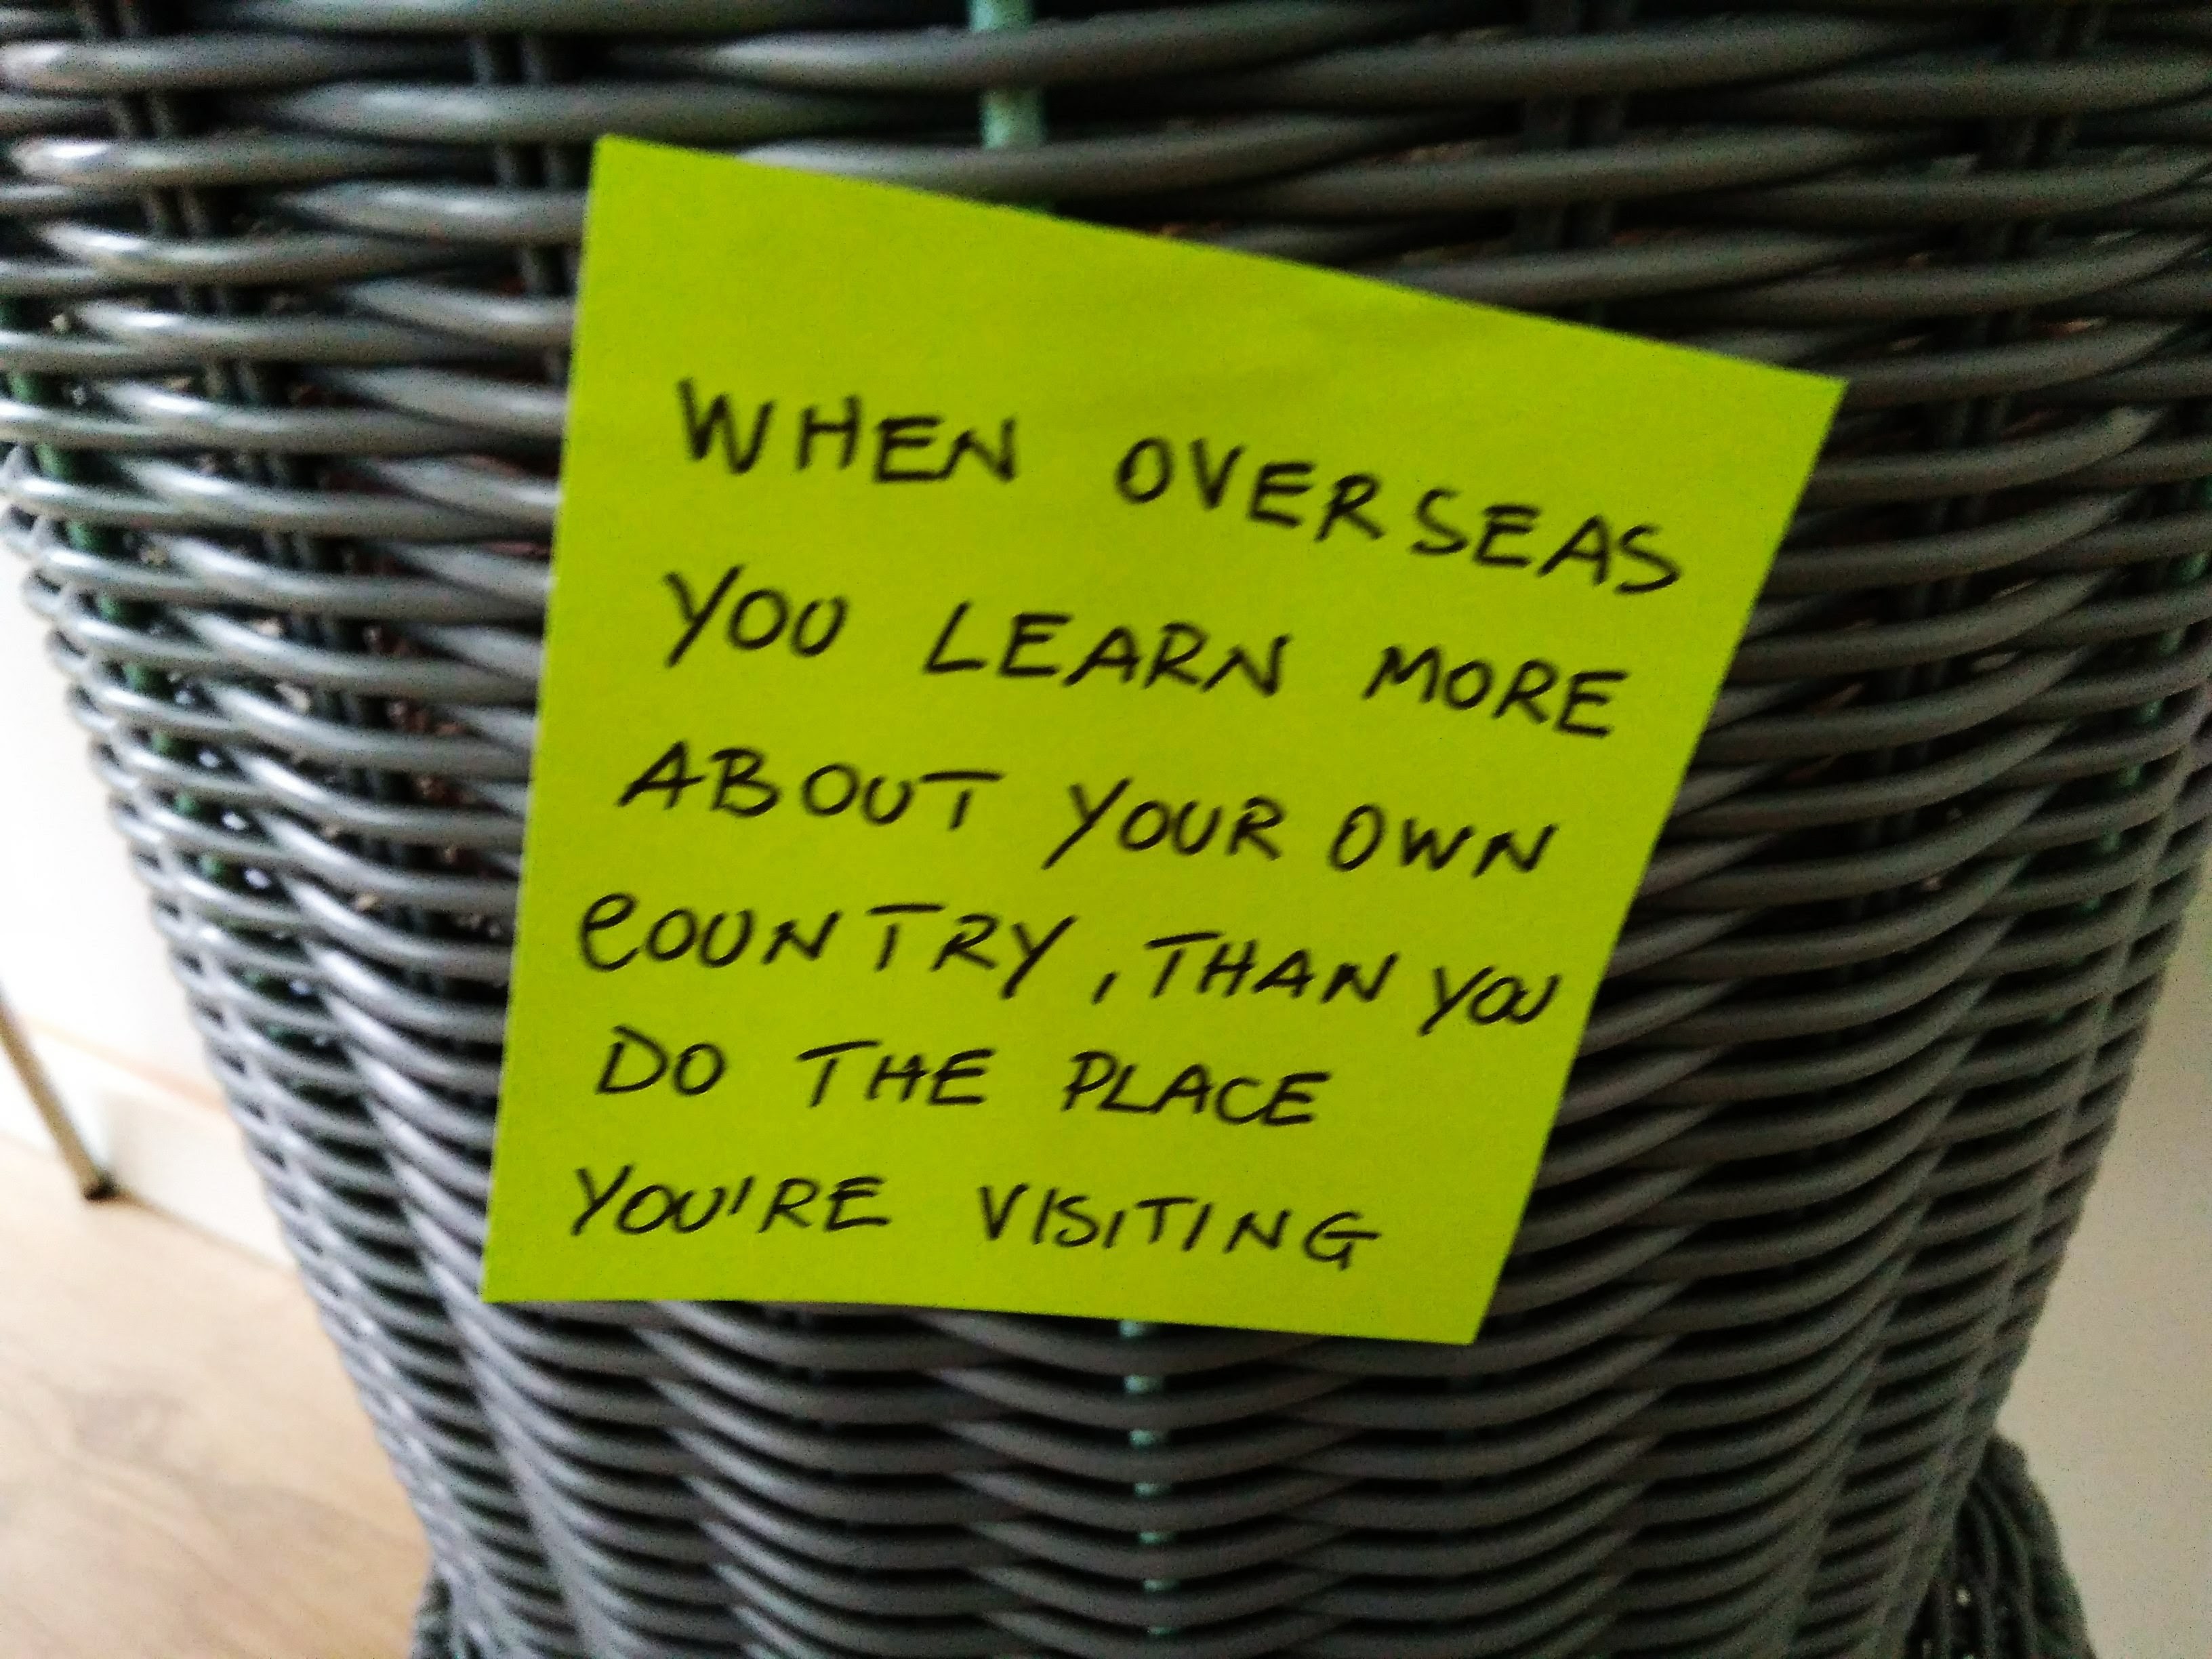 WHEN OVERSEAS
YOU LEARN MORE
ABOUT YOUR OWN
COUNTRY, THAN YOU
DO THE PLACE
YOU'RE VISITING